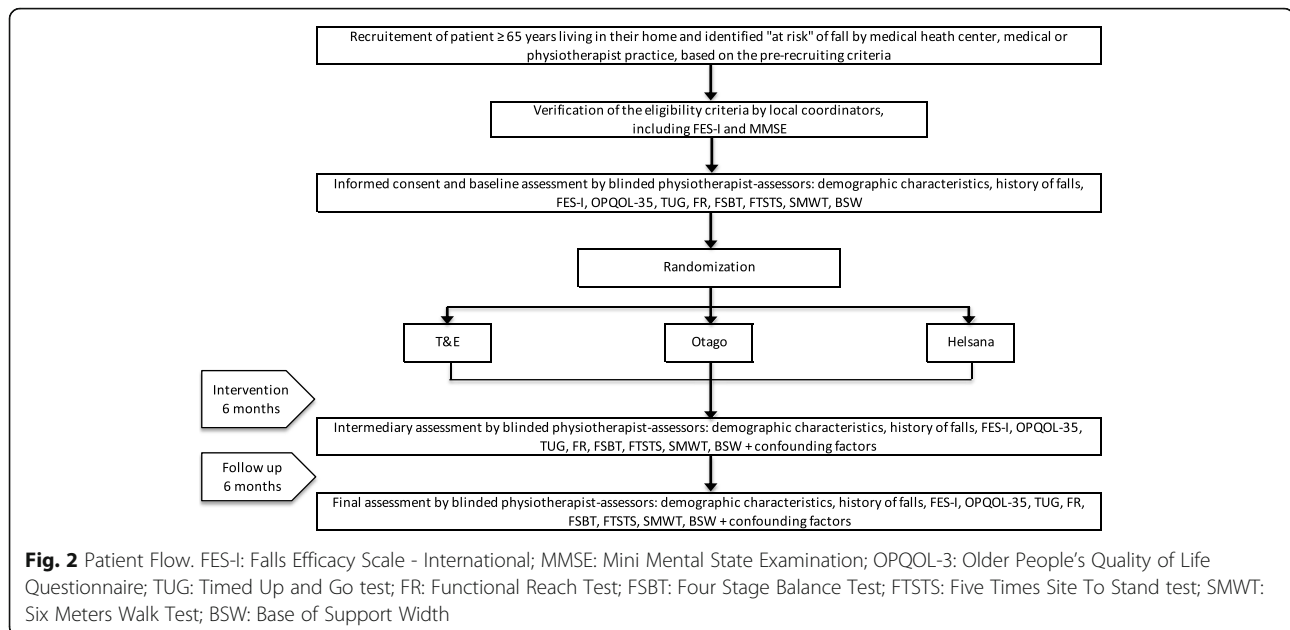 Recruitement of patient ≥ 65 years living in their home and identified "at risk" of fall by medical heath center, medical or
physiotherapist practice, based on the pre-recruiting criteria
Verification of the eligibility criteria by local coordinators,
including FES-I and MMSE
Informed consent and baseline assessment by blinded physiotherapist-assessors: demographic characteristics, history of falls,
FES-I, OPQOL-35, TUG, FR, FSBT, FTSTS, SMWT, BSW
Randomization
T&E
Otago
Helsana
Intervention
6 months
Intermediary assessment by blinded physiotherapist-assessors: demographic characteristics, history of falls, FES-I, OPQOL-35,
TUG, FR, FSBT, FTSTS, SMWT, BSW + confounding factors
Follow up
6 months
Final assessment by blinded physiotherapist-assessors: demographic characteristics, history of falls, FES-I, OPQOL-35, TUG, FR,
FSBT, FTSTS, SMWT, BSW + confounding factors
Fig. 2 Patient Flow. FES-I: Falls Efficacy Scale - International; MMSE: Mini Mental State Examination; OPQOL-3: Older People's Quality of Life
Questionnaire; TUG: Timed Up and Go test; FR: Functional Reach Test; FSBT: Four Stage Balance Test; FTSTS: Five Times Site To Stand test; SMWT:
Six Meters Walk Test; BSW: Base of Support Width